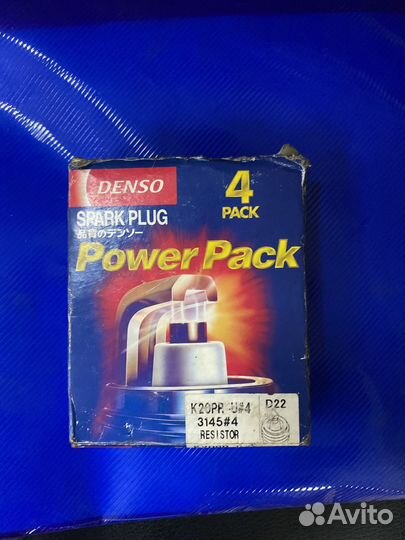 DENSO
4
PACK
SPARK PLUG
品質のデンソー
Power Pack
K20PR-U#4 D22
3145#4
RESISTOR
Avito